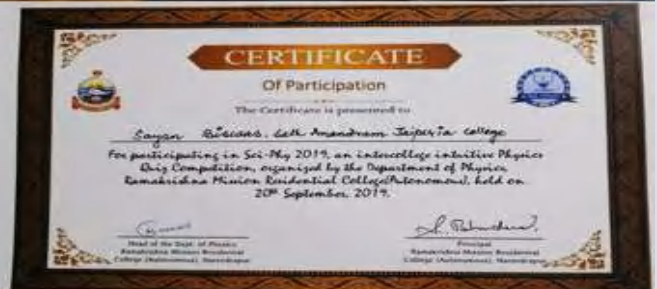 CERTIFICATE
Of Participation
The Certificate is presented to
Sayan Biswas, Seth Anandram Jaipuria College
For participating in Sci-Phy 2019, an intercollege intuitive Physics
Quiz Competition, organized by the Department of Physics,
Ramakrishna Mission Residential College(Autonomous), held on
20th September, 2019.
Head of the Dept. of Physics
Ramakrishna Mission Residential
College (Autonomous), Narendrapur
Principal
Ramakrishna Mission Residential
College (Autonomous), Narendrapur